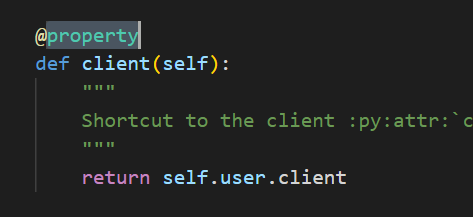 @property
def client(self):
"""
Shortcut to the client :py:attr:`c
"""
return self.user.client